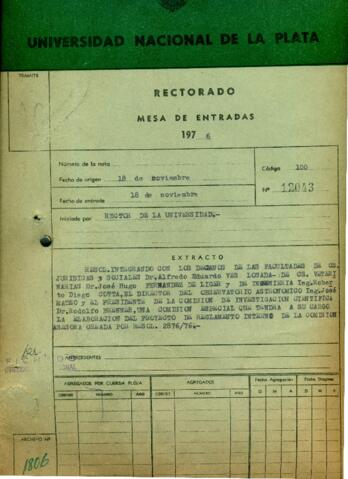 UNIVERSIDAD NACIONAL DE LA PLATA
TRAMITE
RECTORADO
MESA DE ENTRADAS
197 6
Número de la nota
Código 100
Fecha de origen 18 de noviembre
Fecha de entrada 18 de noviembre
Nº 12043
Iniciado por RECTOR DE LA UNIVERSIDAD.-
EXTRACTO
RESOL.INTEGRANDO CON LOS DECANOS DE LAS FACULTADES DE CS.
JURIDICAS Y SOCIALES Dr.Alfredo Eduardo VES LOSADA- DE CS. VETERI
NARIAS Dr.José Hugo FERNANDEZ DE LIGER y DE INGENIERIA Ing.Rober
to Diego COTTA, EL DIRECTOR DEL OBSERVATORIO ASTRONOMICO Ing.José
MATEO y el PRESIDENTE DE LA COMISION DE INVESTIGACION CIENTIFICA
Dr.Rodolfo BRENNER, UNA COMISION ESPECIAL QUE TENDRA A SU CARGO
LA ELABORACION DEL PROYECTO DE REGLAMENTO INTERNO DE LA COMISION
ASESORA CREADA POR RESOL. 2876/76.-
ANTECEDENTES
AGREGADOS POR CUERDA FLOJA
AGREGADOS
Fecha Agregación
CODIGO
NUMERO
AÑO
CODIGO
NUMERO
AÑO
D
M
A
D
M
A
ARCHIVO Nº
1806